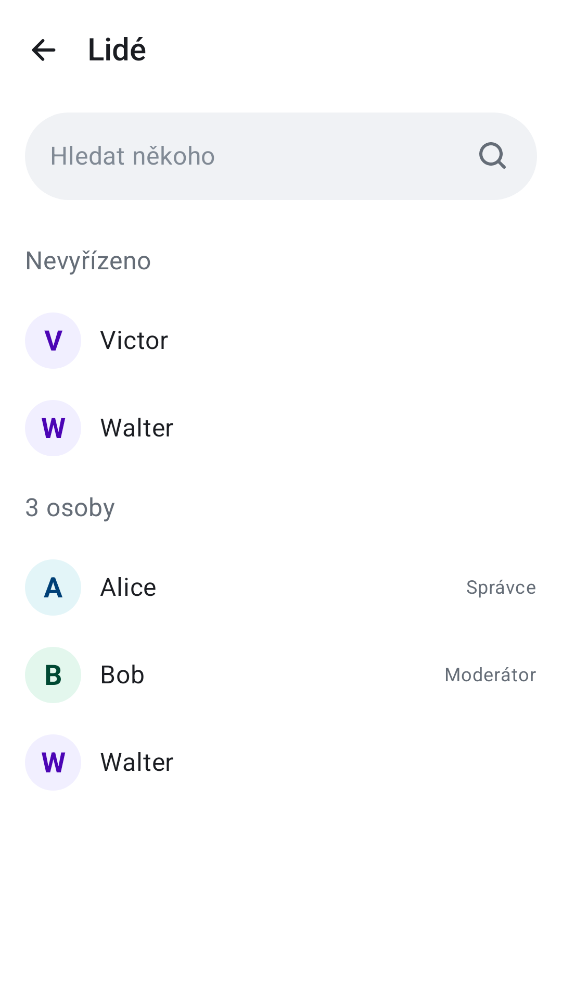 Lidé
Hledat někoho
Nevyřízeno
V Victor
W Walter
3 osoby
A Alice Správce
B Bob Moderátor
W Walter